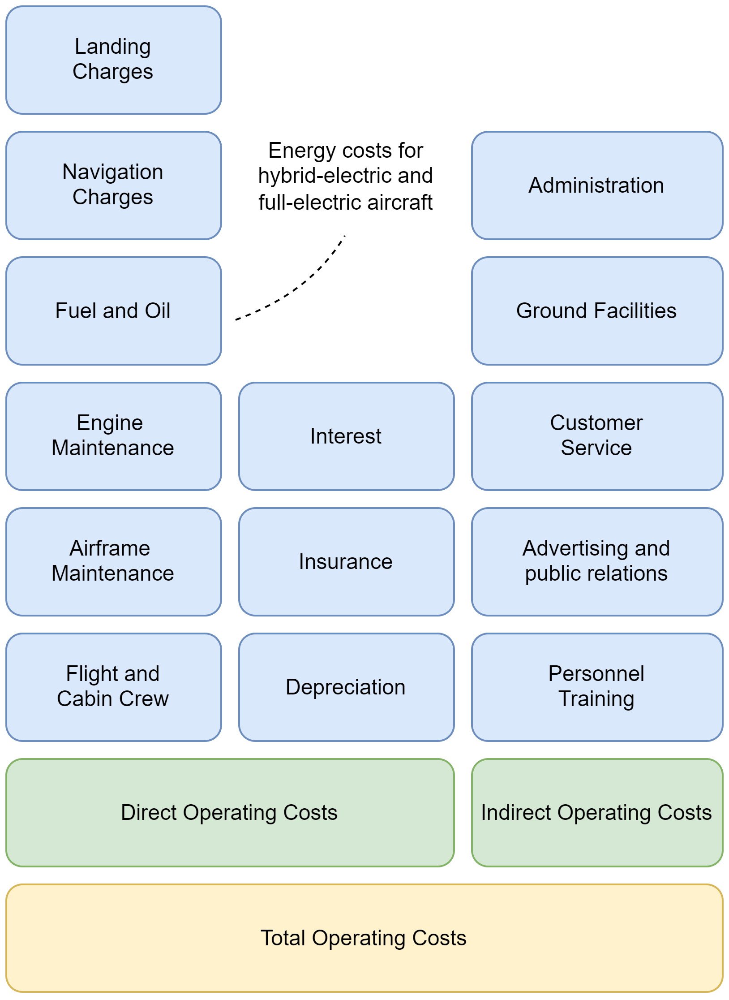 Landing
Charges
Navigation
Charges
Energy costs for
hybrid-electric and
full-electric aircraft
Administration
Fuel and Oil
Ground Facilities
Engine
Maintenance
Interest
Customer
Service
Airframe
Maintenance
Insurance
Advertising and
public relations
Flight and
Cabin Crew
Depreciation
Personnel
Training
Direct Operating Costs
Indirect Operating Costs
Total Operating Costs